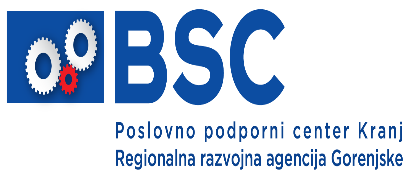 BSC
Poslovno podporni center Kranj
Regionalna razvojna agencija Gorenjske